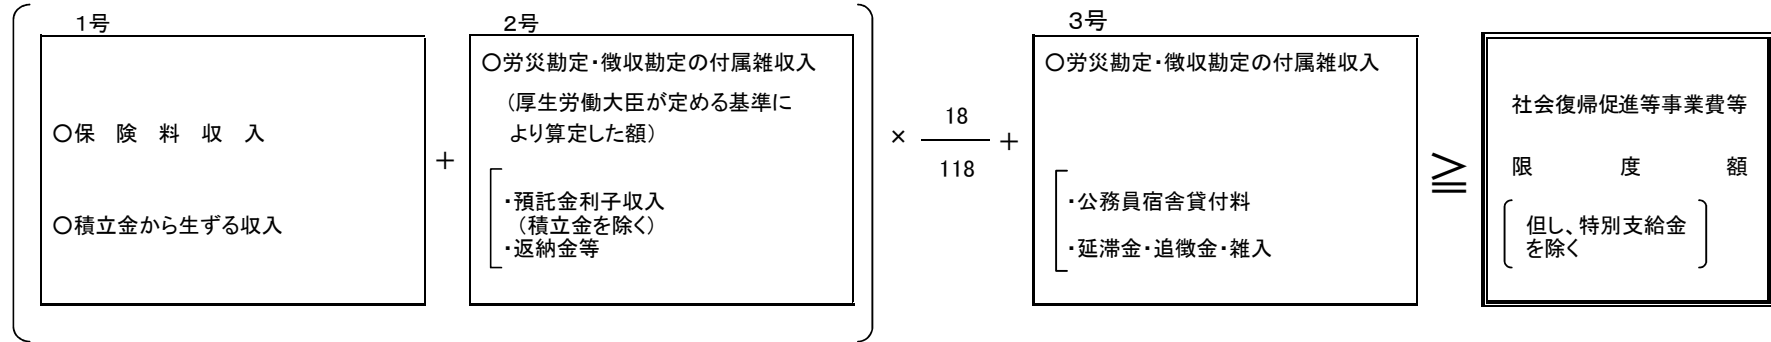 1号
○保 険 料 収 入
○積立金から生ずる収入
+
2号
○労災勘定・徴収勘定の付属雑収入
(厚生労働大臣が定める基準に
より算定した額)
・預託金利子収入
(積立金を除く)
・返納金等
×
18
118
+
3号
○労災勘定・徴収勘定の付属雑収入
・公務員宿舎貸付料
・延滞金・追徴金・雑入
≧
社会復帰促進等事業費等
限 度 額
但し、特別支給金
を除く